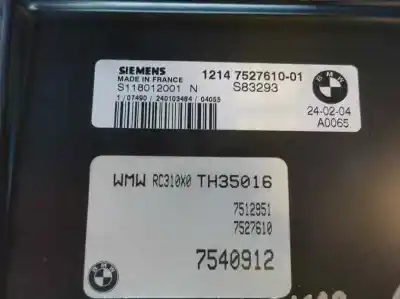 SIEMENS
MADE IN FRANCE
1214 7527610-01
S118012001 N
S83293
1/07490/240103484/04055
24-02-04
A0065
WMW RC310X0 TH35016
7512951
7527610
7540912